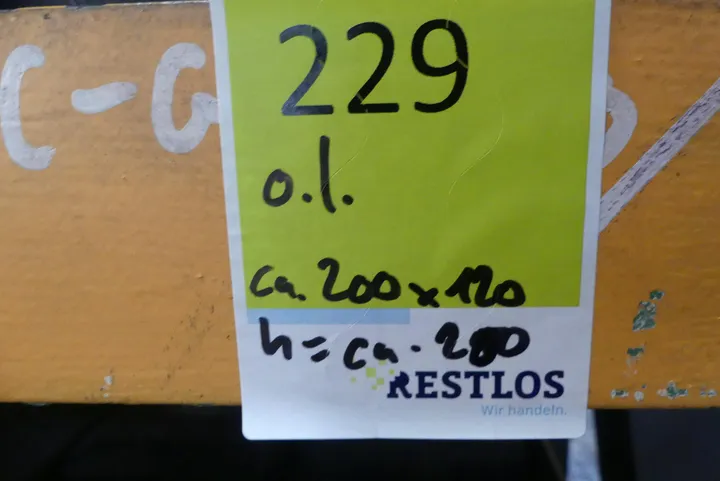 229
C-G
o.l.
ca. 200 x 120
h = ca. 280
RESTLOS
Wir handeln.